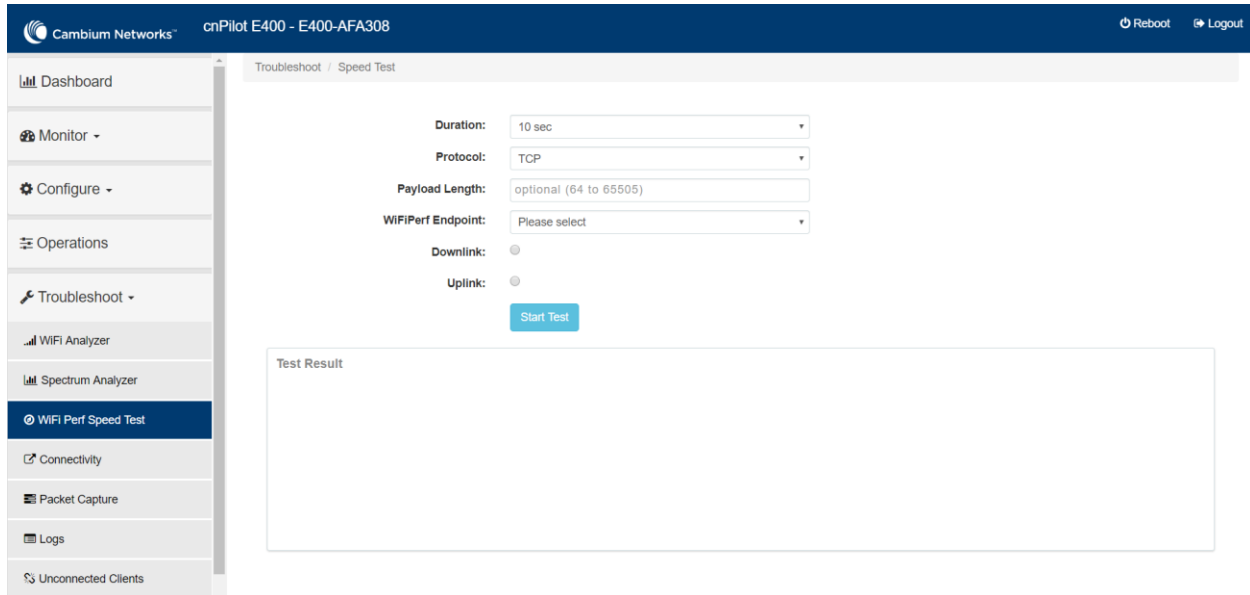 Cambium Networks™
cnPilot E400 - E400-AFA308
Reboot
Logout
Dashboard
Monitor
Configure
Operations
Troubleshoot
WiFi Analyzer
Spectrum Analyzer
WiFi Perf Speed Test
Connectivity
Packet Capture
Logs
Unconnected Clients
Troubleshoot / Speed Test
Duration: 10 sec
Protocol: TCP
Payload Length: optional (64 to 65505)
WiFiPerf Endpoint: Please select
Downlink:
Uplink:
Start Test
Test Result